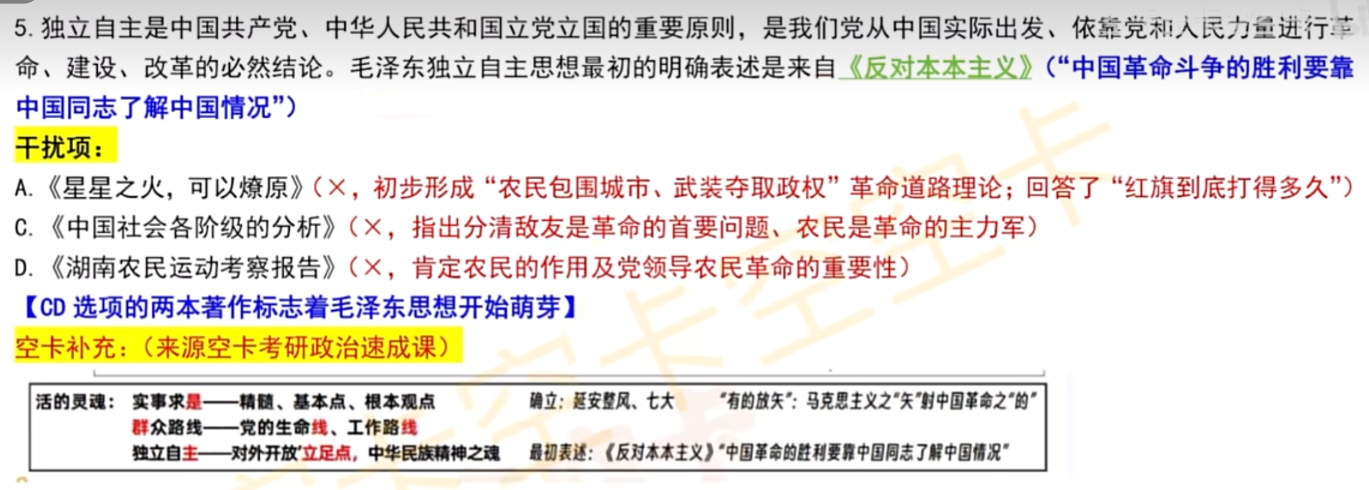 5. 独立自主是中国共产党、中华人民共和国立党立国的重要原则，是我们党从中国实际出发、依靠党和人民力量进行革
命、建设、改革的必然结论。毛泽东独立自主思想最初的明确表述是来自《反对本本主义》（“中国革命斗争的胜利要靠
中国同志了解中国情况”）
干扰项：
A.《星星之火，可以燎原》（×，初步形成“农民包围城市、武装夺取政权”革命道路理论；回答了“红旗到底打得多久”）
C.《中国社会各阶级的分析》（×，指出分清敌友是革命的首要问题、农民是革命的主力军）
D.《湖南农民运动考察报告》（×，肯定农民的作用及党领导农民革命的重要性）
【CD 选项的两本著作标志着毛泽东思想开始萌芽】
空卡补充：（来源空卡考研政治速成课）
活的灵魂： 实事求是——精髓、基本点、根本观点 确立：延安整风、七大 “有的放矢”：马克思主义之“矢”射中国革命之“的”
群众路线——党的生命线、工作路线
独立自主——对外开放'立足点，中华民族精神之魂 最初表述：《反对本本主义》“中国革命的胜利要靠中国同志了解中国情况”
空卡空空卡